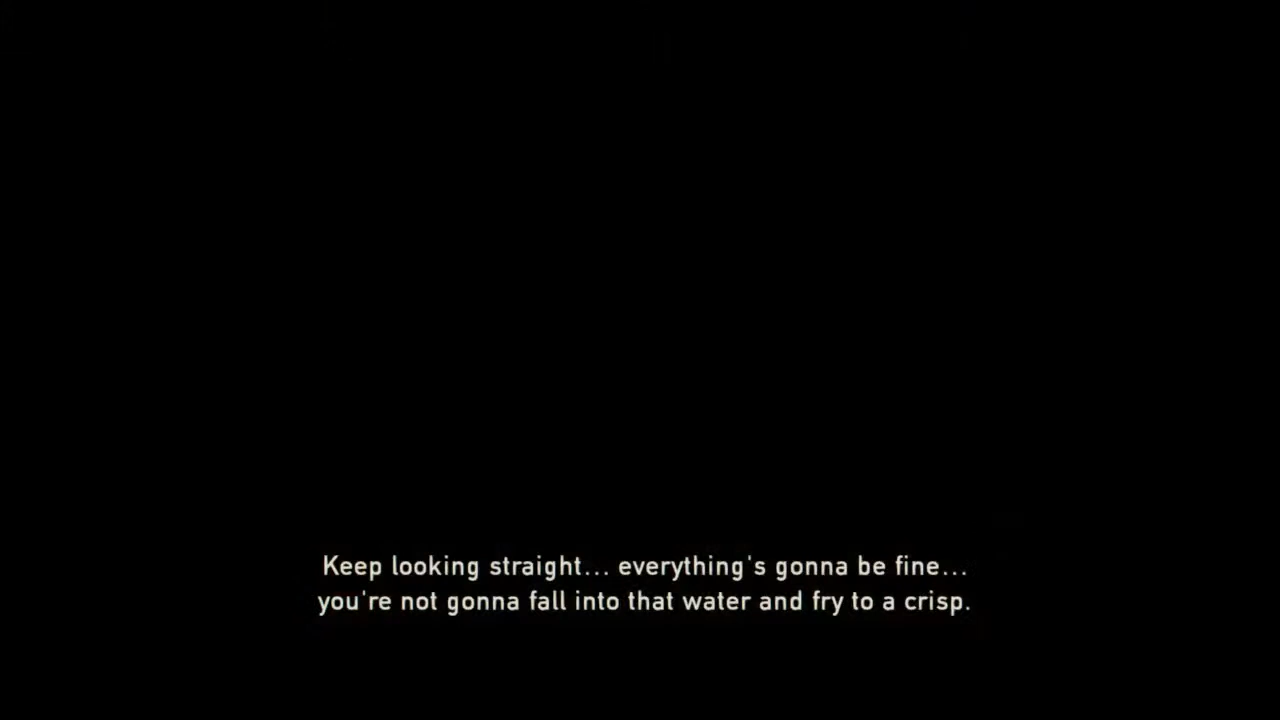 Keep looking straight... everything's gonna be fine...
you're not gonna fall into that water and fry to a crisp.